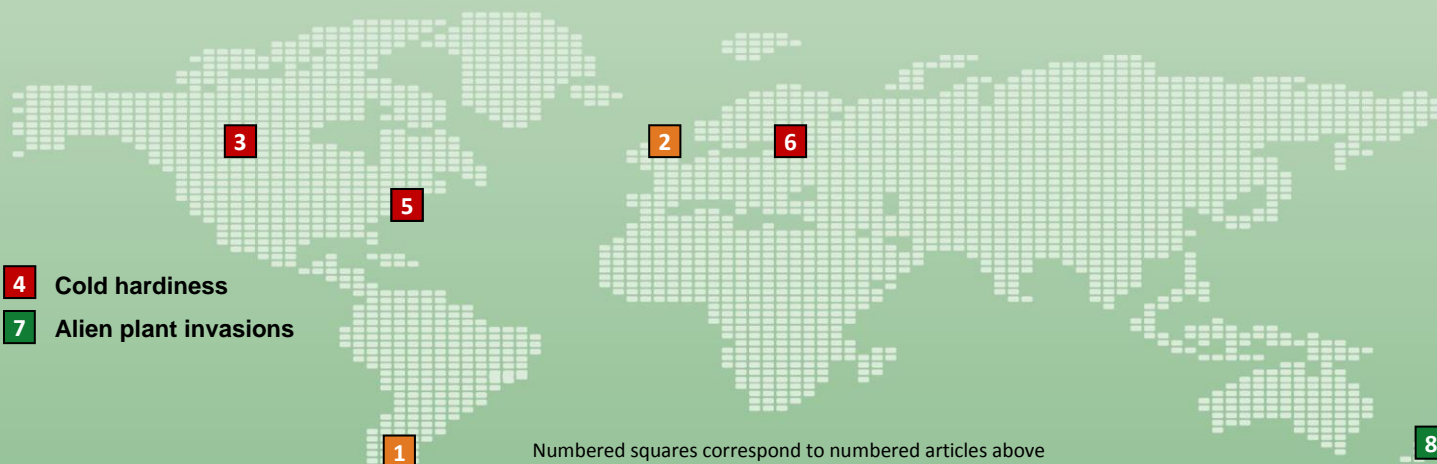 3
2
6
5
4 Cold hardiness
7 Alien plant invasions
1
Numbered squares correspond to numbered articles above
8